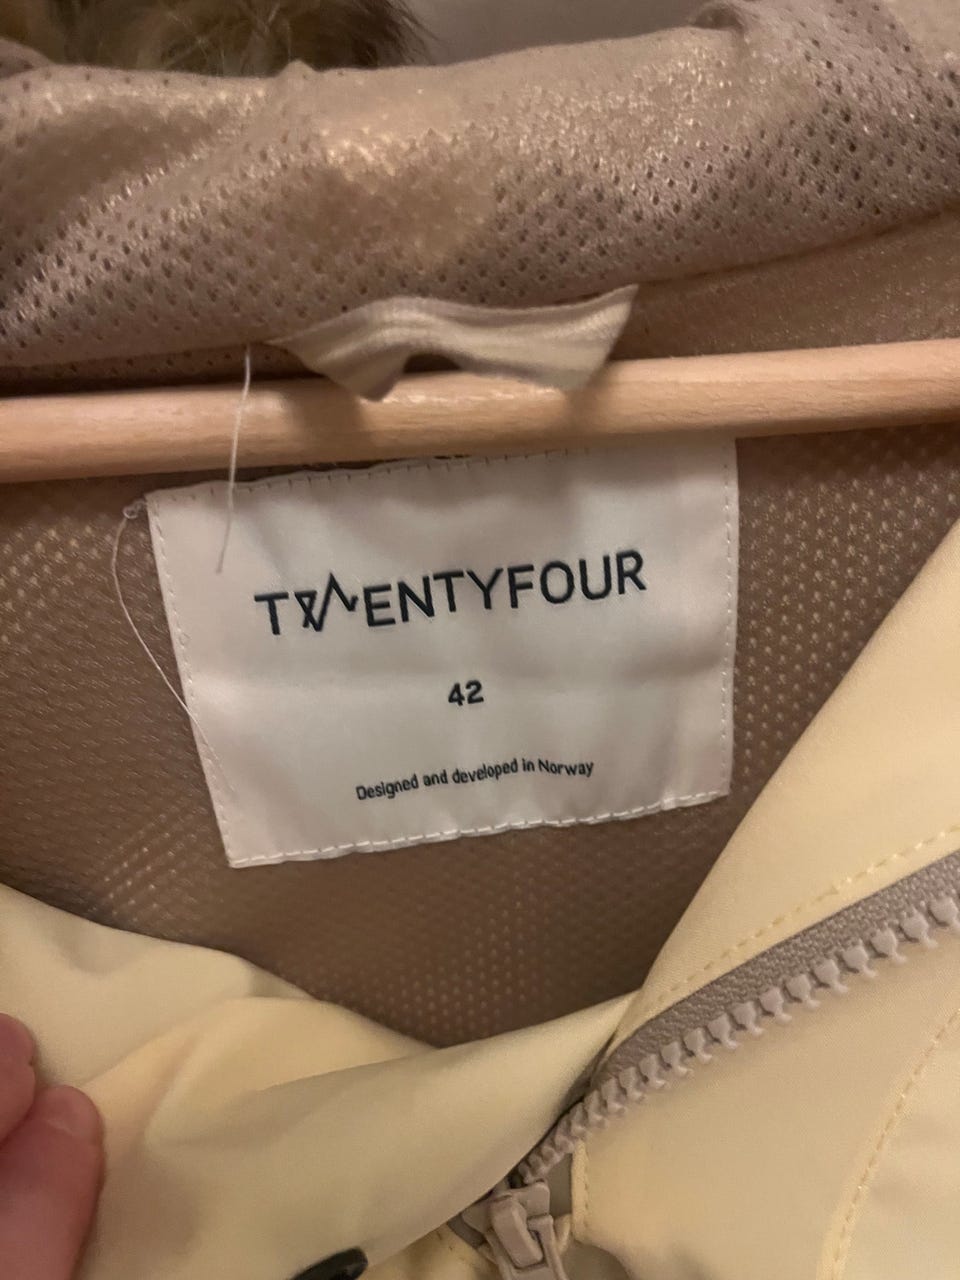 TWENTYFOUR
42
Designed and developed in Norway